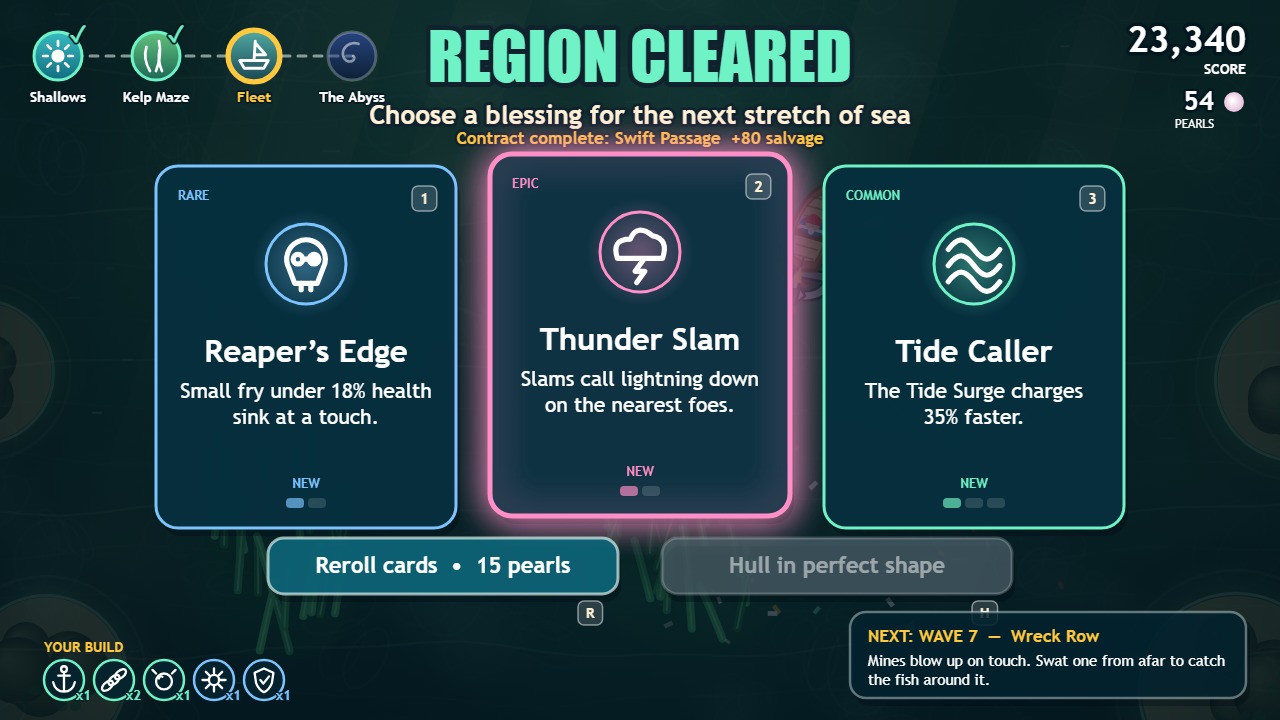 REGION CLEARED
23,340
SCORE
54
PEARLS
Shallows
Kelp Maze
Fleet
The Abyss
Choose a blessing for the next stretch of sea
Contract complete: Swift Passage +80 salvage
RARE
1
Reaper’s Edge
Small fry under 18% health
sink at a touch.
NEW
EPIC
2
Thunder Slam
Slams call lightning down
on the nearest foes.
NEW
COMMON
3
Tide Caller
The Tide Surge charges
35% faster.
NEW
Reroll cards • 15 pearls
R
Hull in perfect shape
H
YOUR BUILD
x1
x2
x1
x1
x1
NEXT: WAVE 7 — Wreck Row
Mines blow up on touch. Swat one from afar to catch
the fish around it.